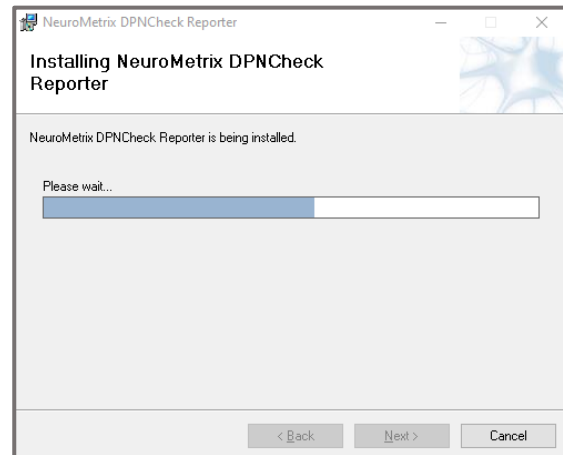 NeuroMetrix DPNCheck Reporter
Installing NeuroMetrix DPNCheck
Reporter
NeuroMetrix DPNCheck Reporter is being installed.
Please wait...
< Back
Next >
Cancel